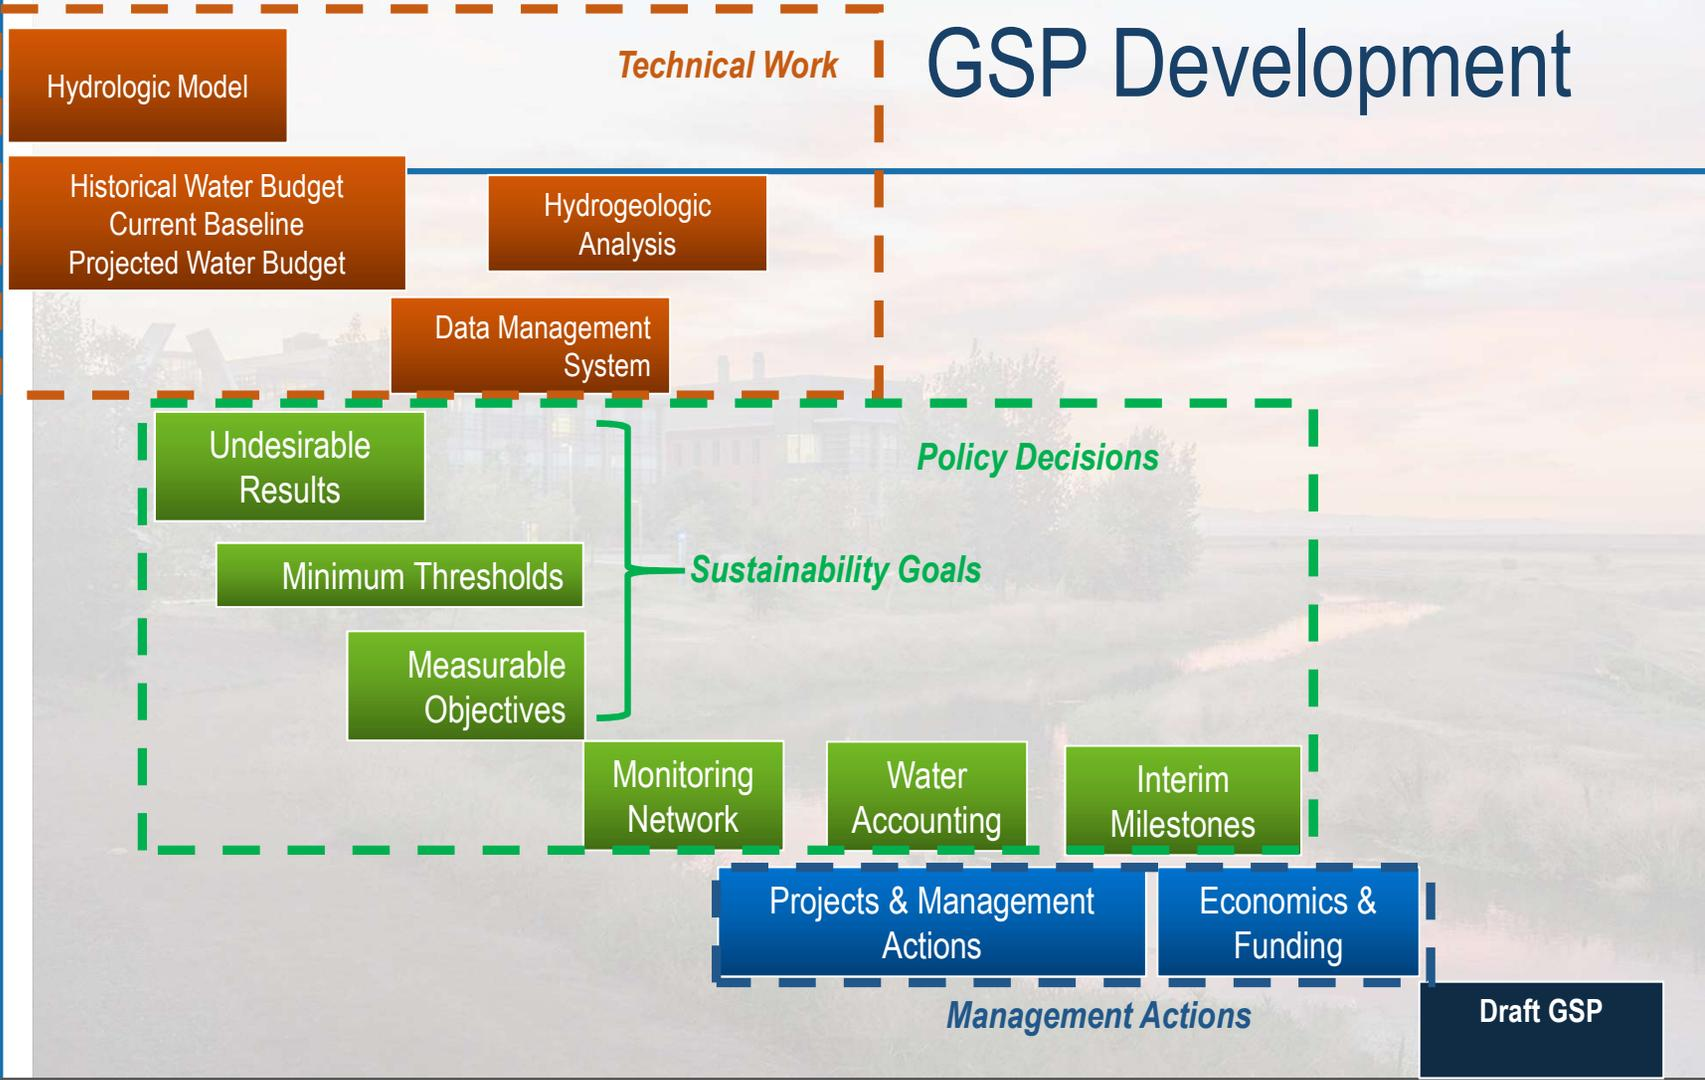 GSP Development
Technical Work
Hydrologic Model
Historical Water Budget
Current Baseline
Projected Water Budget
Hydrogeologic
Analysis
Data Management
System
Policy Decisions
Undesirable
Results
Minimum Thresholds
Sustainability Goals
Measurable
Objectives
Monitoring
Network
Water
Accounting
Interim
Milestones
Projects & Management
Actions
Economics &
Funding
Management Actions
Draft GSP